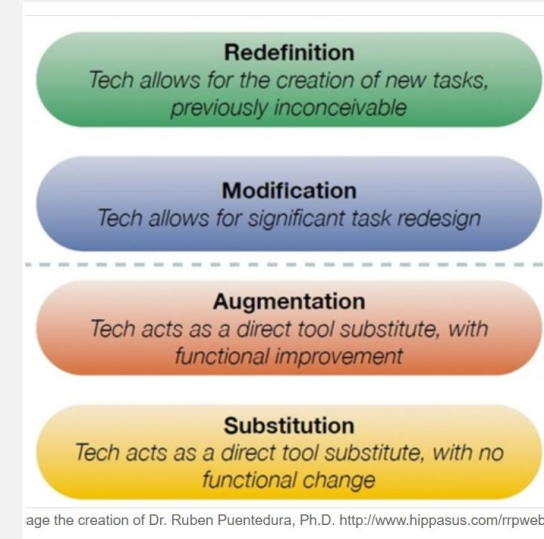 Redefinition
Tech allows for the creation of new tasks,
previously inconceivable
Modification
Tech allows for significant task redesign
Augmentation
Tech acts as a direct tool substitute, with
functional improvement
Substitution
Tech acts as a direct tool substitute, with no
functional change
age the creation of Dr. Ruben Puentedura, Ph.D. http://www.hippasus.com/rrpweb